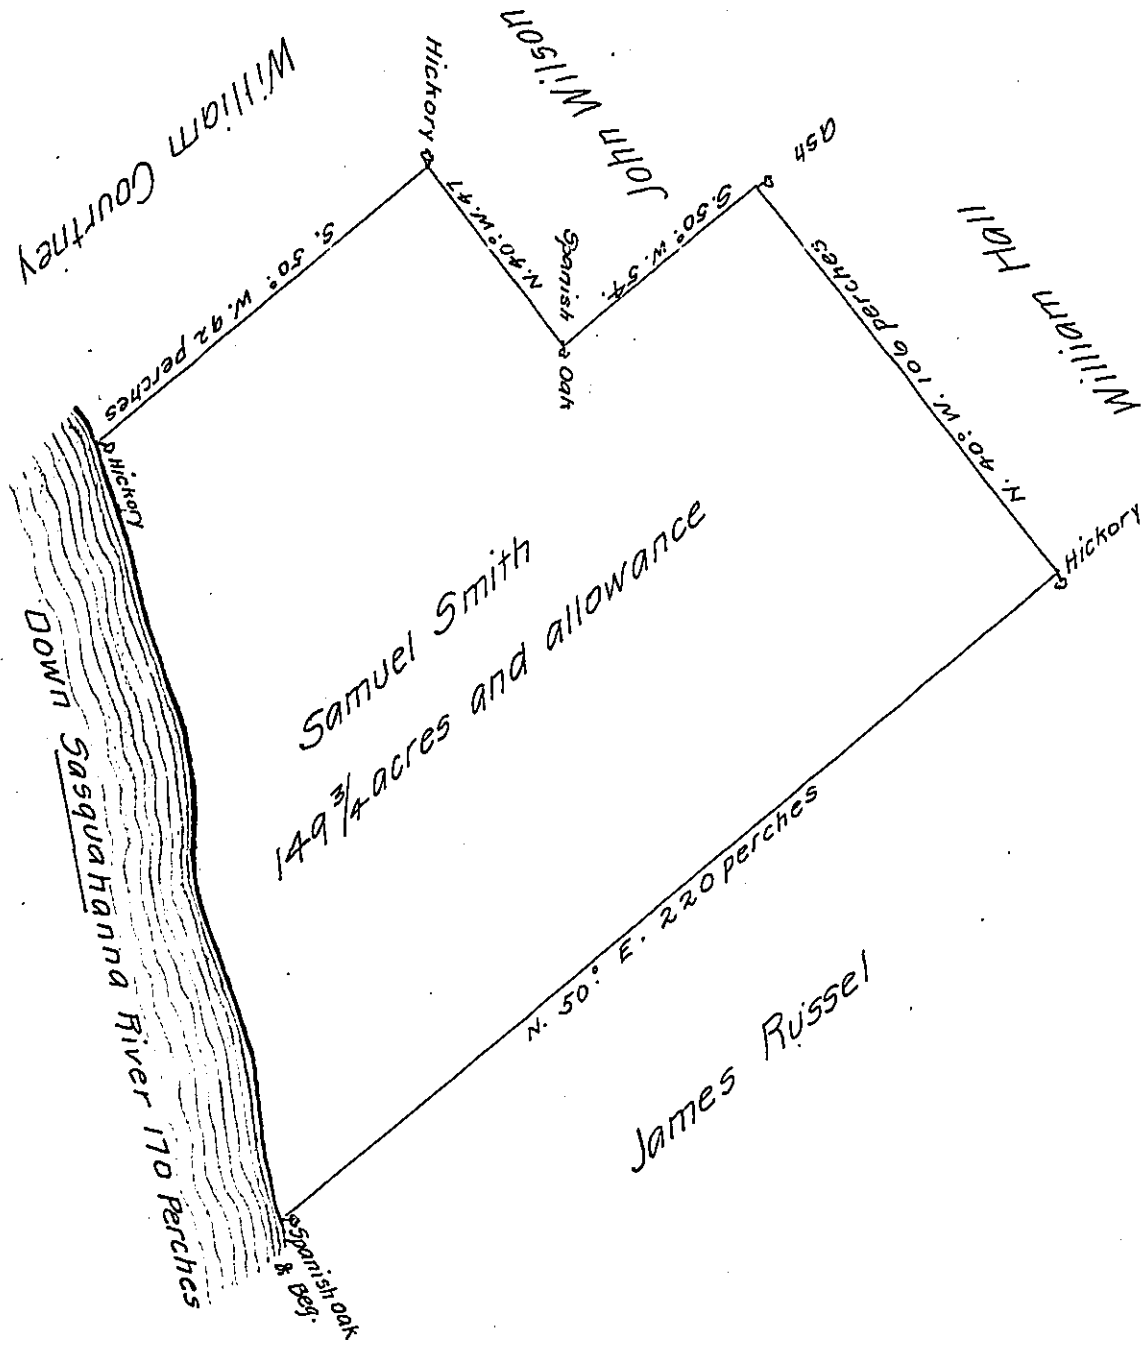 William Courtney
Hickory
John Wilson
ash
William Hall
S. 50° W. 92 perches
N. 40° W. 47
Spanish Oak
S. 50° W. 54.
N. 40° W. 106 perches
Hickory
Hickory
Samuel Smith
149 3/4 acres and allowance
Down Sasquahanna River 170 Perches
N. 50° E. 220 perches
James Russel
Spanish oak
& Beg.